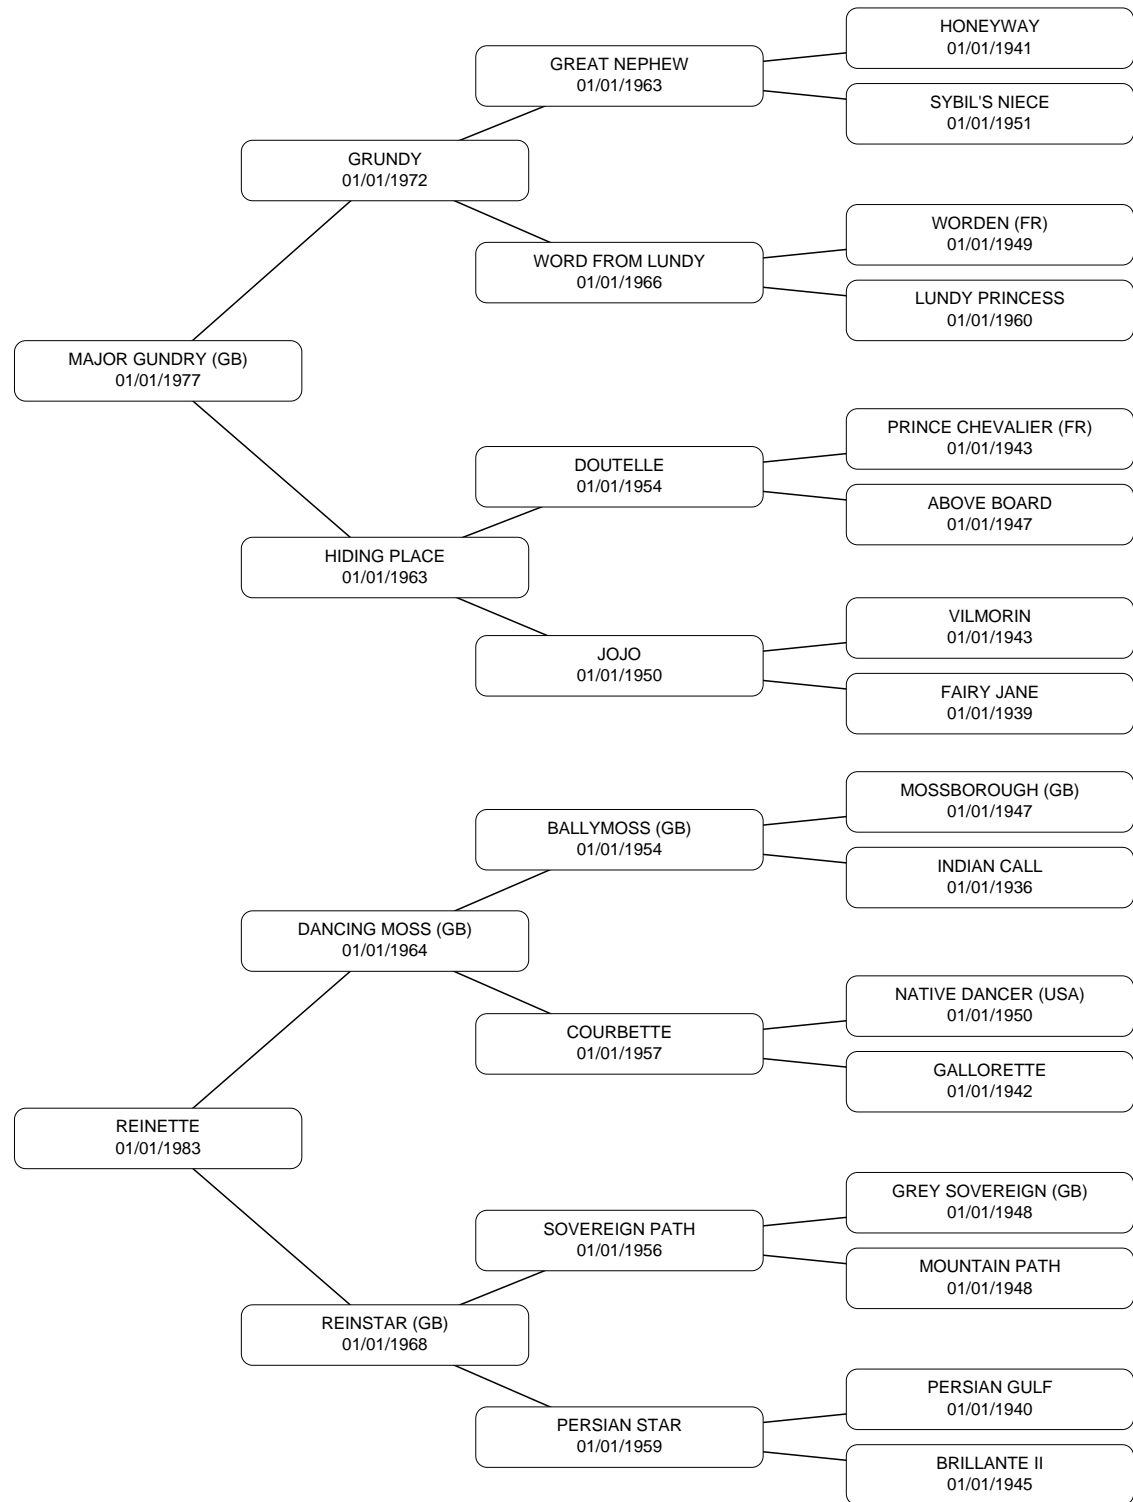 HONEYWAY
01/01/1941
GREAT NEPHEW
01/01/1963
SYBIL'S NIECE
01/01/1951
GRUNDY
01/01/1972
WORDEN (FR)
01/01/1949
WORD FROM LUNDY
01/01/1966
LUNDY PRINCESS
01/01/1960
MAJOR GUNDRY (GB)
01/01/1977
PRINCE CHEVALIER (FR)
01/01/1943
DOUTELLE
01/01/1954
ABOVE BOARD
01/01/1947
HIDING PLACE
01/01/1963
VILMORIN
01/01/1943
JOJO
01/01/1950
FAIRY JANE
01/01/1939
MOSSBOROUGH (GB)
01/01/1947
BALLYMOSS (GB)
01/01/1954
INDIAN CALL
01/01/1936
DANCING MOSS (GB)
01/01/1964
NATIVE DANCER (USA)
01/01/1950
COURBETTE
01/01/1957
GALLORETTE
01/01/1942
REINETTE
01/01/1983
GREY SOVEREIGN (GB)
01/01/1948
SOVEREIGN PATH
01/01/1956
MOUNTAIN PATH
01/01/1948
REINSTAR (GB)
01/01/1968
PERSIAN GULF
01/01/1940
PERSIAN STAR
01/01/1959
BRILLANTE II
01/01/1945